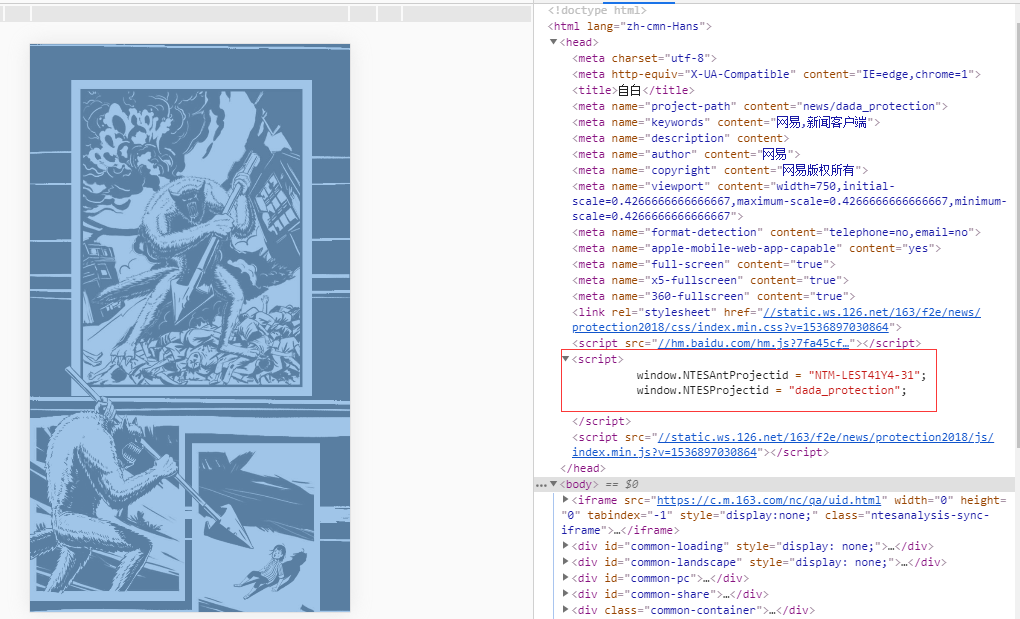 <!doctype html>
<html lang="zh-cmn-Hans">
<head>
<meta charset="utf-8">
<meta http-equiv="X-UA-Compatible" content="IE=edge,chrome=1">
<title>自白</title>
<meta name="project-path" content="news/dada_protection">
<meta name="keywords" content="网易,新闻客户端">
<meta name="description" content>
<meta name="author" content="网易">
<meta name="copyright" content="网易版权所有">
<meta name="viewport" content="width=750,initial-
scale=0.4266666666666667,maximum-scale=0.4266666666666667,minimum-
scale=0.4266666666666667">
<meta name="format-detection" content="telephone=no,email=no">
<meta name="apple-mobile-web-app-capable" content="yes">
<meta name="full-screen" content="true">
<meta name="x5-fullscreen" content="true">
<meta name="360-fullscreen" content="true">
<link rel="stylesheet" href="//static.ws.126.net/163/f2e/news/
protection2018/css/index.min.css?v=1536897030864">
<script src="//hm.baidu.com/hm.js?7fa45cf…"></script>
<script>
window.NTESAntProjectid = "NTM-LEST41Y4-31";
window.NTESProjectid = "dada_protection";
</script>
<script src="//static.ws.126.net/163/f2e/news/protection2018/js/
index.min.js?v=1536897030864"></script>
</head>
…<body> == $0
<iframe src="https://c.m.163.com/nc/qa/uid.html" width="0" height=
"0" tabindex="-1" style="display:none;" class="ntesanalysis-sync-
iframe">…</iframe>
<div id="common-loading" style="display: none;">…</div>
<div id="common-landscape" style="display: none;">…</div>
<div id="common-pc">…</div>
<div id="common-share">…</div>
<div class="common-container">…</div>